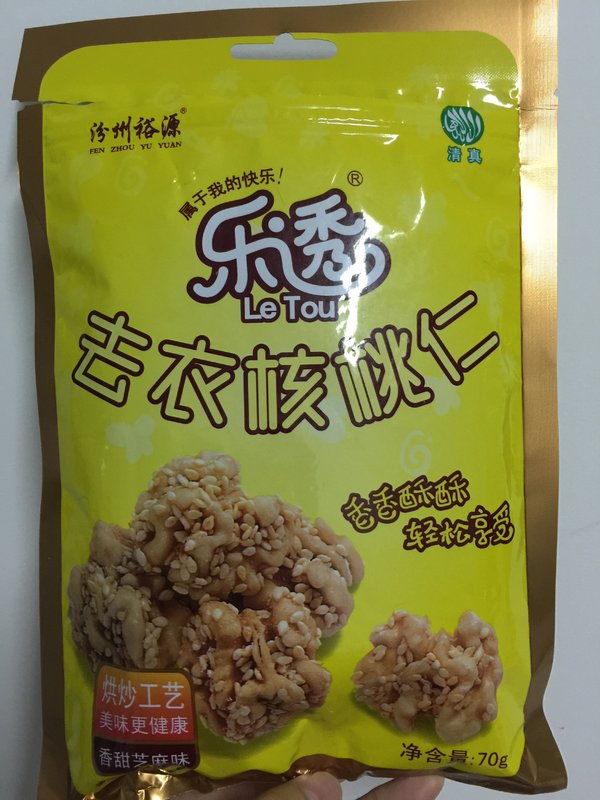 汾州裕源®
FEN ZHOU YU YUAN
清真
属于我的快乐!
®
乐透
Le Tou
去衣核桃仁
香香酥酥
轻松享受
烘炒工艺
美味更健康
香甜芝麻味
净含量:70g